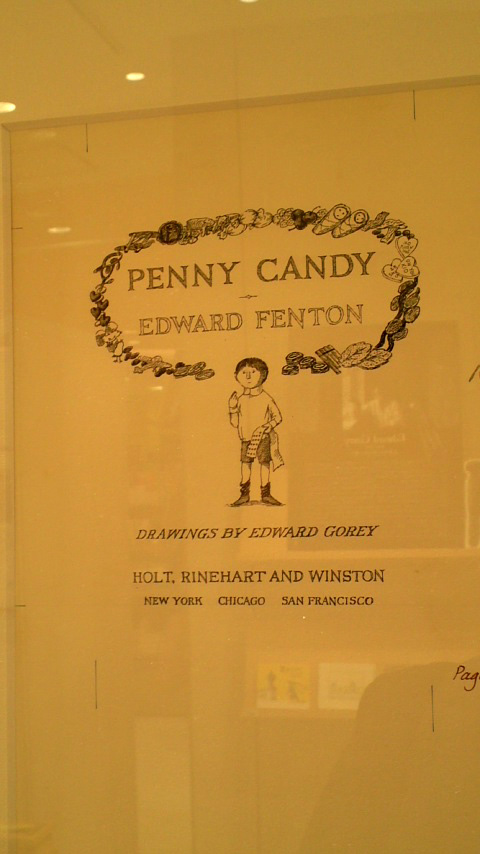 PENNY CANDY
EDWARD FENTON
DRAWINGS BY EDWARD GOREY
HOLT, RINEHART AND WINSTON
NEW YORK CHICAGO SAN FRANCISCO